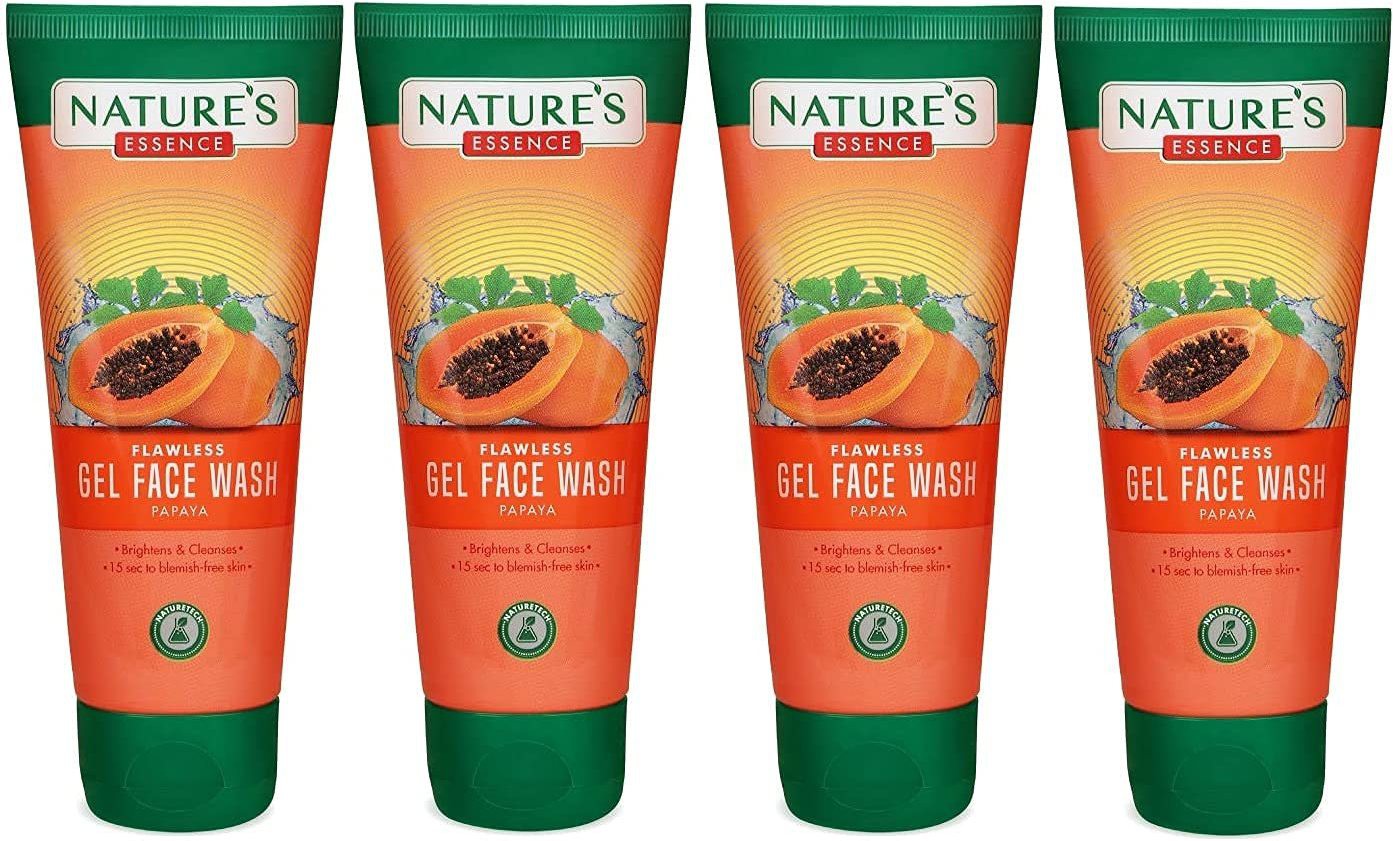 NATURE'S
ESSENCE
FLAWLESS
GEL FACE WASH
PAPAYA
•Brightens & Cleanses•
•15 sec to blemish-free skin•
NATURETECH
NATURE'S
ESSENCE
FLAWLESS
GEL FACE WASH
PAPAYA
•Brightens & Cleanses•
•15 sec to blemish-free skin•
NATURETECH
NATURE'S
ESSENCE
FLAWLESS
GEL FACE WASH
PAPAYA
•Brightens & Cleanses•
•15 sec to blemish-free skin•
NATURETECH
NATURE'S
ESSENCE
FLAWLESS
GEL FACE WASH
PAPAYA
•Brightens & Cleanses•
•15 sec to blemish-free skin•
NATURETECH